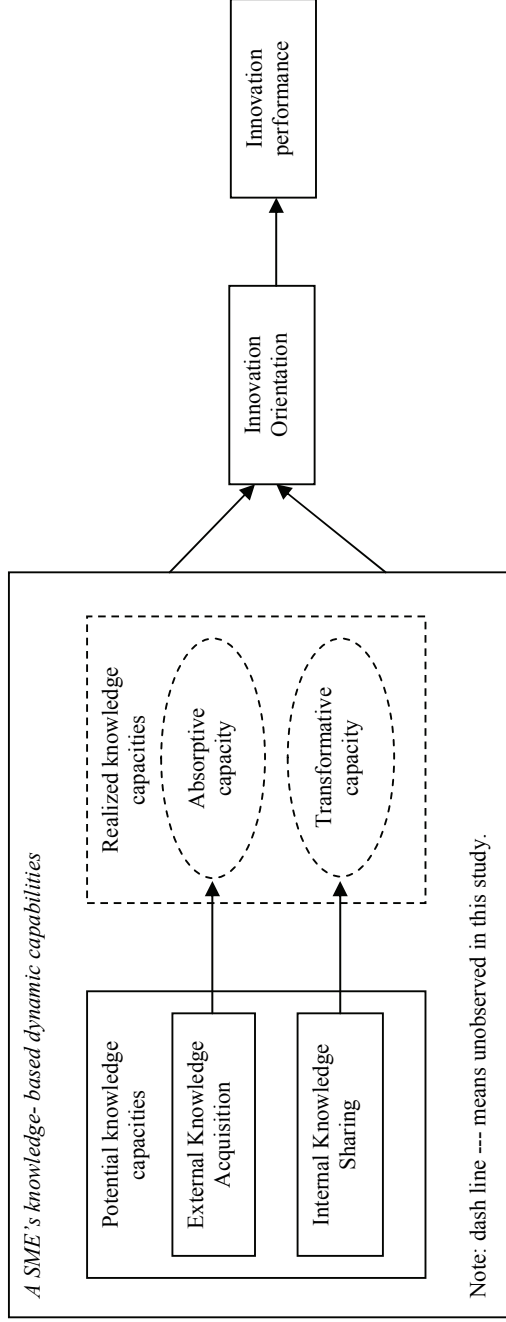 A SME's knowledge- based dynamic capabilities
Potential knowledge
capacities
External Knowledge
Acquisition
Internal Knowledge
Sharing
Realized knowledge
capacities
Absorptive
capacity
Transformative
capacity
Innovation
Orientation
Innovation
performance
Note: dash line --- means unobserved in this study.